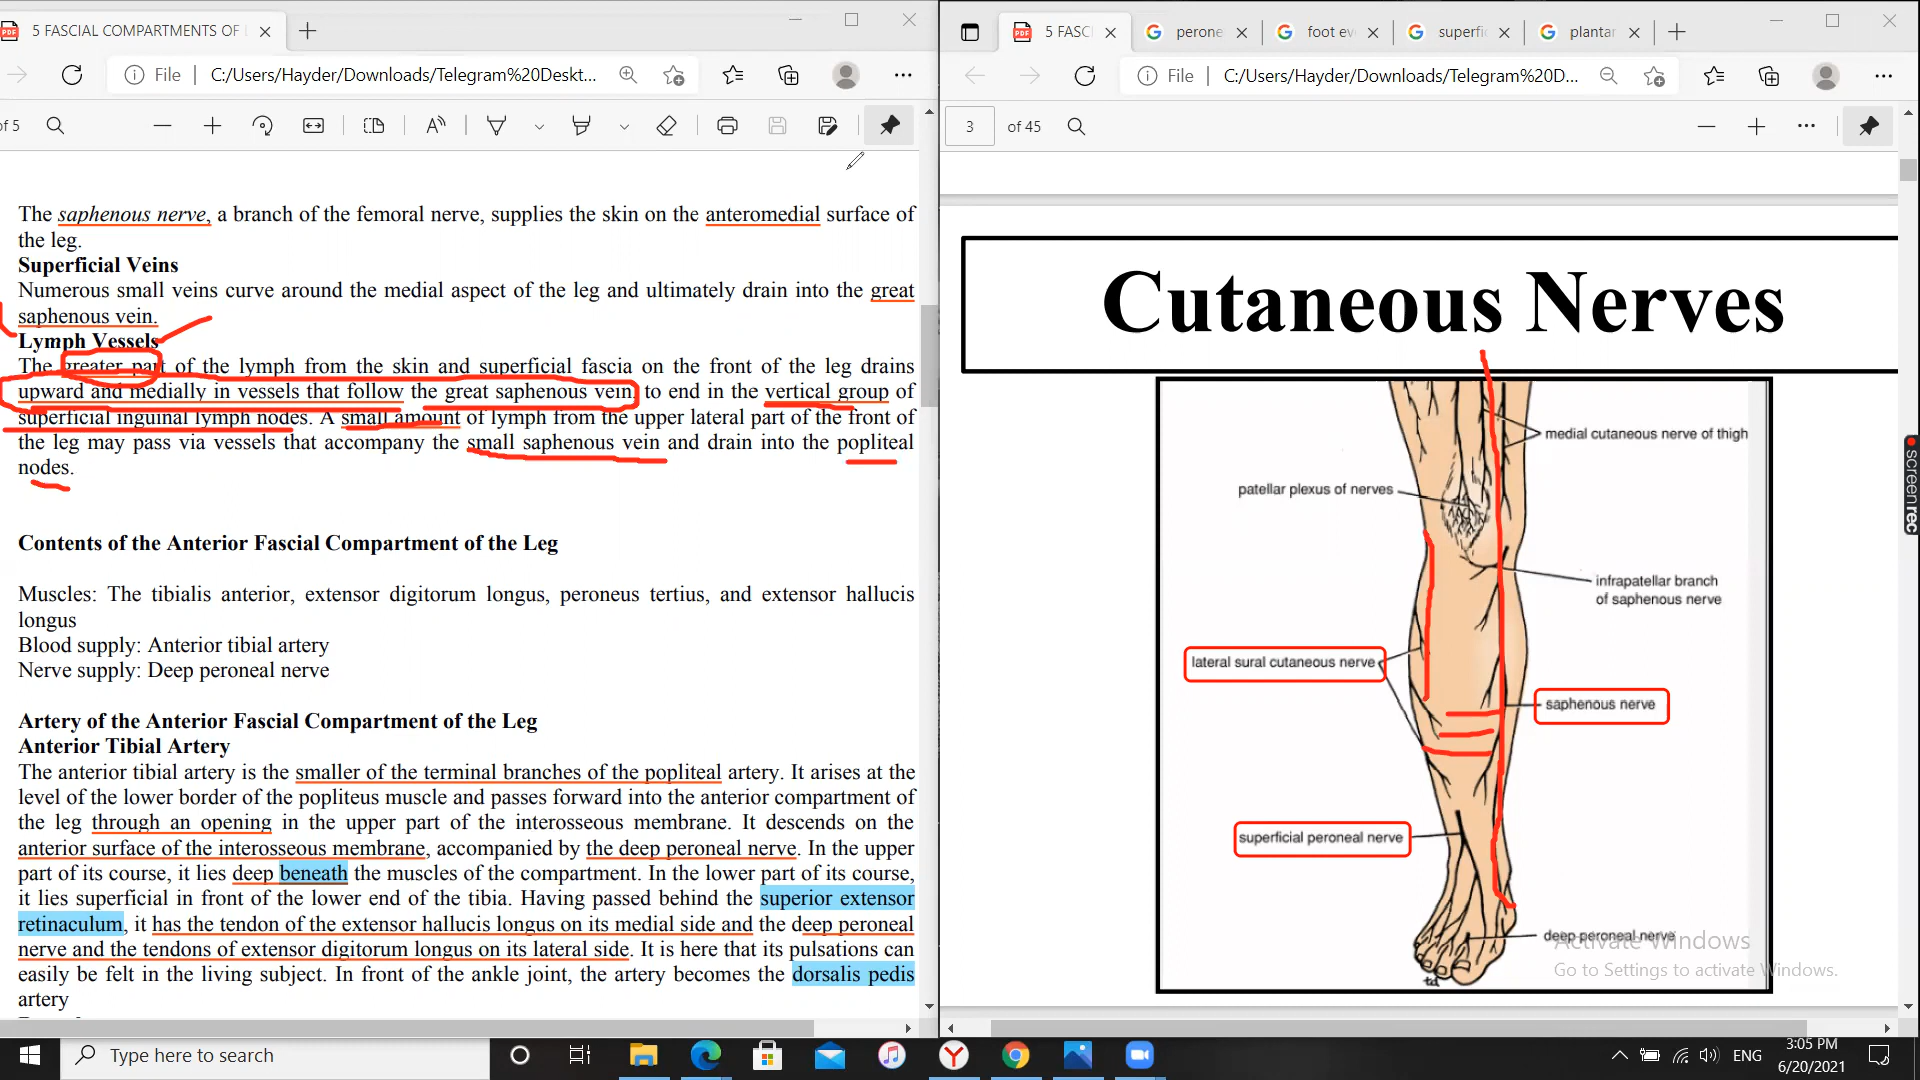 5 FASCIAL COMPARTMENTS OF
File C:/Users/Hayder/Downloads/Telegram%20Deskt...
of 5
The saphenous nerve, a branch of the femoral nerve, supplies the skin on the anteromedial surface of
the leg.
Superficial Veins
Numerous small veins curve around the medial aspect of the leg and ultimately drain into the great
saphenous vein.
Lymph Vessels
The greater part of the lymph from the skin and superficial fascia on the front of the leg drains
upward and medially in vessels that follow the great saphenous vein, to end in the vertical group of
superficial inguinal lymph nodes. A small amount of lymph from the upper lateral part of the front of
the leg may pass via vessels that accompany the small saphenous vein and drain into the popliteal
nodes.
Contents of the Anterior Fascial Compartment of the Leg
Muscles: The tibialis anterior, extensor digitorum longus, peroneus tertius, and extensor hallucis
longus
Blood supply: Anterior tibial artery
Nerve supply: Deep peroneal nerve
Artery of the Anterior Fascial Compartment of the Leg
Anterior Tibial Artery
The anterior tibial artery is the smaller of the terminal branches of the popliteal artery. It arises at the
level of the lower border of the popliteus muscle and passes forward into the anterior compartment of
the leg through an opening in the upper part of the interosseous membrane. It descends on the
anterior surface of the interosseous membrane, accompanied by the deep peroneal nerve. In the upper
part of its course, it lies deep beneath the muscles of the compartment. In the lower part of its course,
it lies superficial in front of the lower end of the tibia. Having passed behind the superior extensor
retinaculum, it has the tendon of the extensor hallucis longus on its medial side and the deep peroneal
nerve and the tendons of extensor digitorum longus on its lateral side. It is here that its pulsations can
easily be felt in the living subject. In front of the ankle joint, the artery becomes the dorsalis pedis
artery
5 FASC
perone
foot ev
superfi
plantar
File C:/Users/Hayder/Downloads/Telegram%20D...
3 of 45
Cutaneous Nerves
medial cutaneous nerve of thigh
patellar plexus of nerves
infrapatellar branch
of saphenous nerve
lateral sural cutaneous nerve
saphenous nerve
superficial peroneal nerve
deep peroneal nerve
td
Activate Windows
Go to Settings to activate Windows.
screenrec
Type here to search
ENG
3:05 PM
6/20/2021